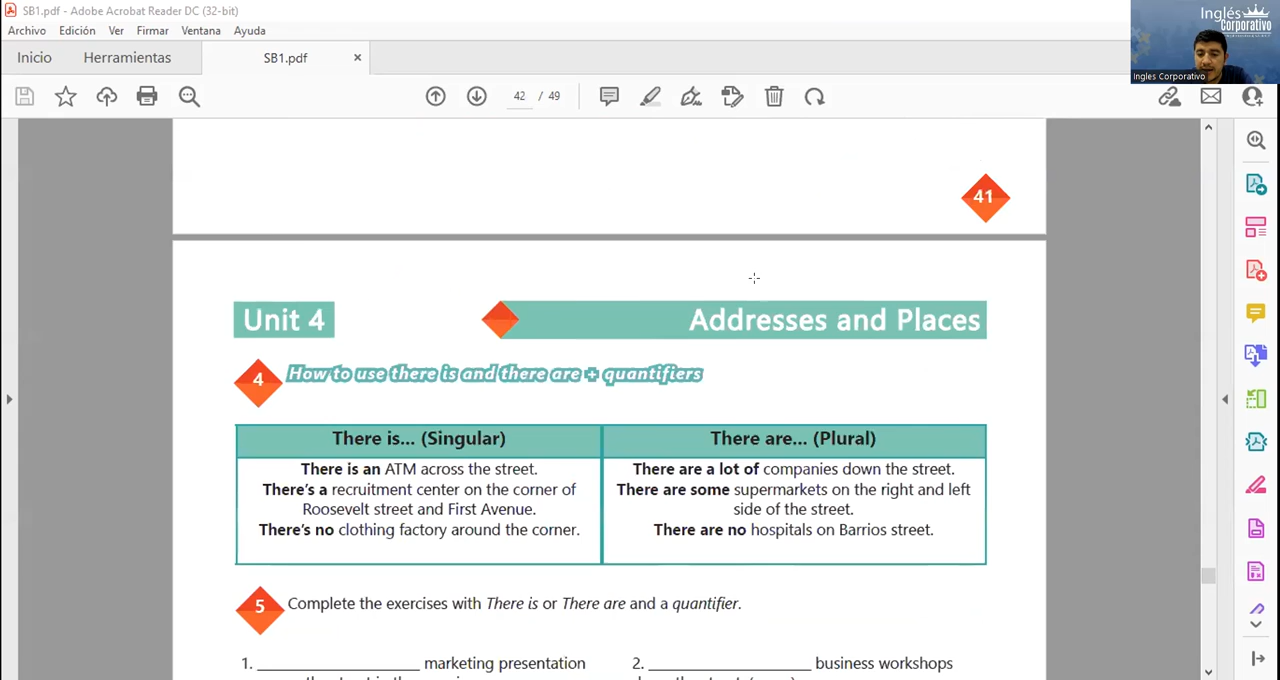 SB1.pdf - Adobe Acrobat Reader DC (32-bit)
Archivo Edición Ver Firmar Ventana Ayuda
Inicio Herramientas SB1.pdf ×
42 / 49
Inglés
Corporativo
Ingles Corporativo
41
Unit 4 Addresses and Places
4 How to use there is and there are + quantifiers
There is... (Singular) There are... (Plural)
There is an ATM across the street.
There's a recruitment center on the corner of
Roosevelt street and First Avenue.
There's no clothing factory around the corner.
There are a lot of companies down the street.
There are some supermarkets on the right and left
side of the street.
There are no hospitals on Barrios street.
5 Complete the exercises with There is or There are and a quantifier.
1. ____________________ marketing presentation
2. ____________________ business workshops